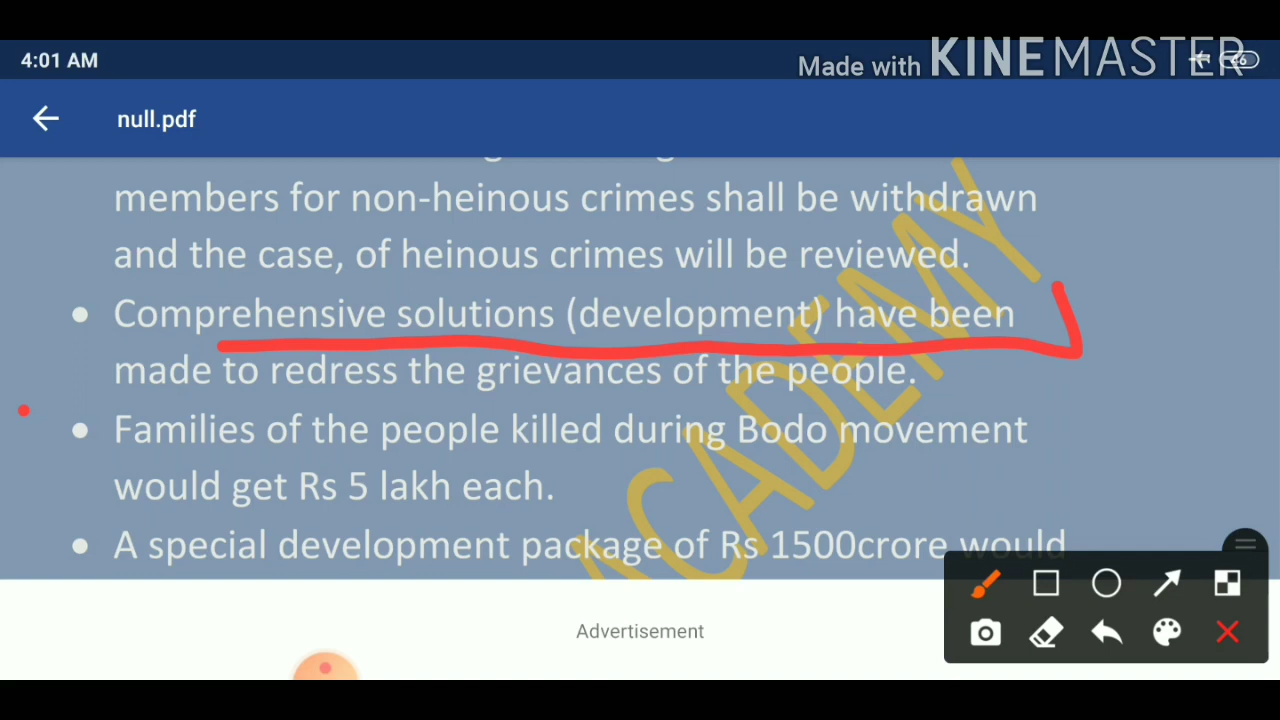 4:01 AM
Made with KINEMASTER
null.pdf
members for non-heinous crimes shall be withdrawn
and the case, of heinous crimes will be reviewed.
• Comprehensive solutions (development) have been
made to redress the grievances of the people.
• Families of the people killed during Bodo movement
would get Rs 5 lakh each.
• A special development package of Rs 1500crore would
ACADEMY
Advertisement